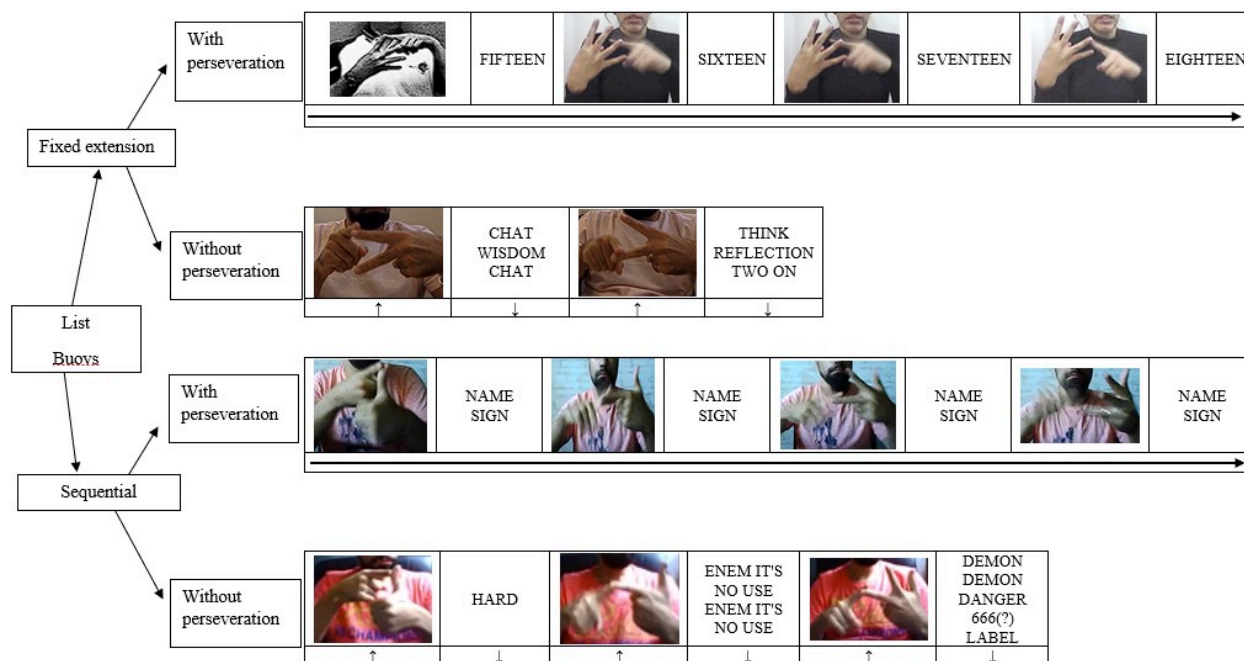 With
perseveration
FIFTEEN
SIXTEEN
SEVENTEEN
EIGHTEEN
Fixed extension
Without
perseveration
CHAT
WISDOM
CHAT
THINK
REFLECTION
TWO ON
↑ ↓ ↑ ↓
List
Buoys
With
perseveration
NAME
SIGN
NAME
SIGN
NAME
SIGN
NAME
SIGN
Sequential
Without
perseveration
HARD
ENEM IT'S
NO USE
ENEM IT'S
NO USE
DEMON
DEMON
DANGER
666(?)
LABEL
↑ ↓ ↑ ↓ ↑ ↓